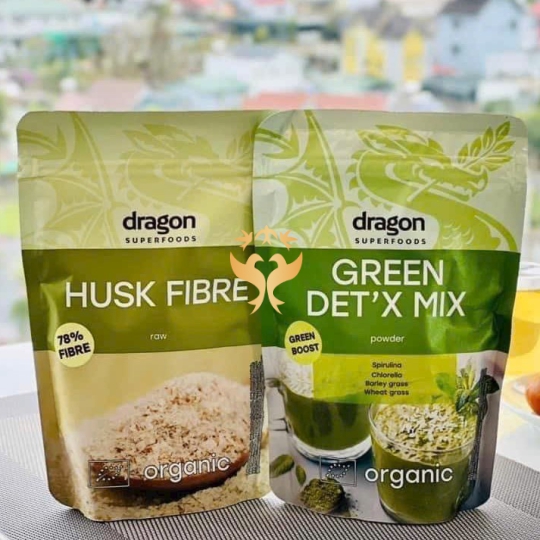 dragon
SUPERFOODS
HUSK FIBRE
raw
78%
FIBRE
organic
dragon
SUPERFOODS
GREEN
DET'X MIX
powder
GREEN
BOOST
Spirulina
Chlorella
Barley grass
Wheat grass
organic